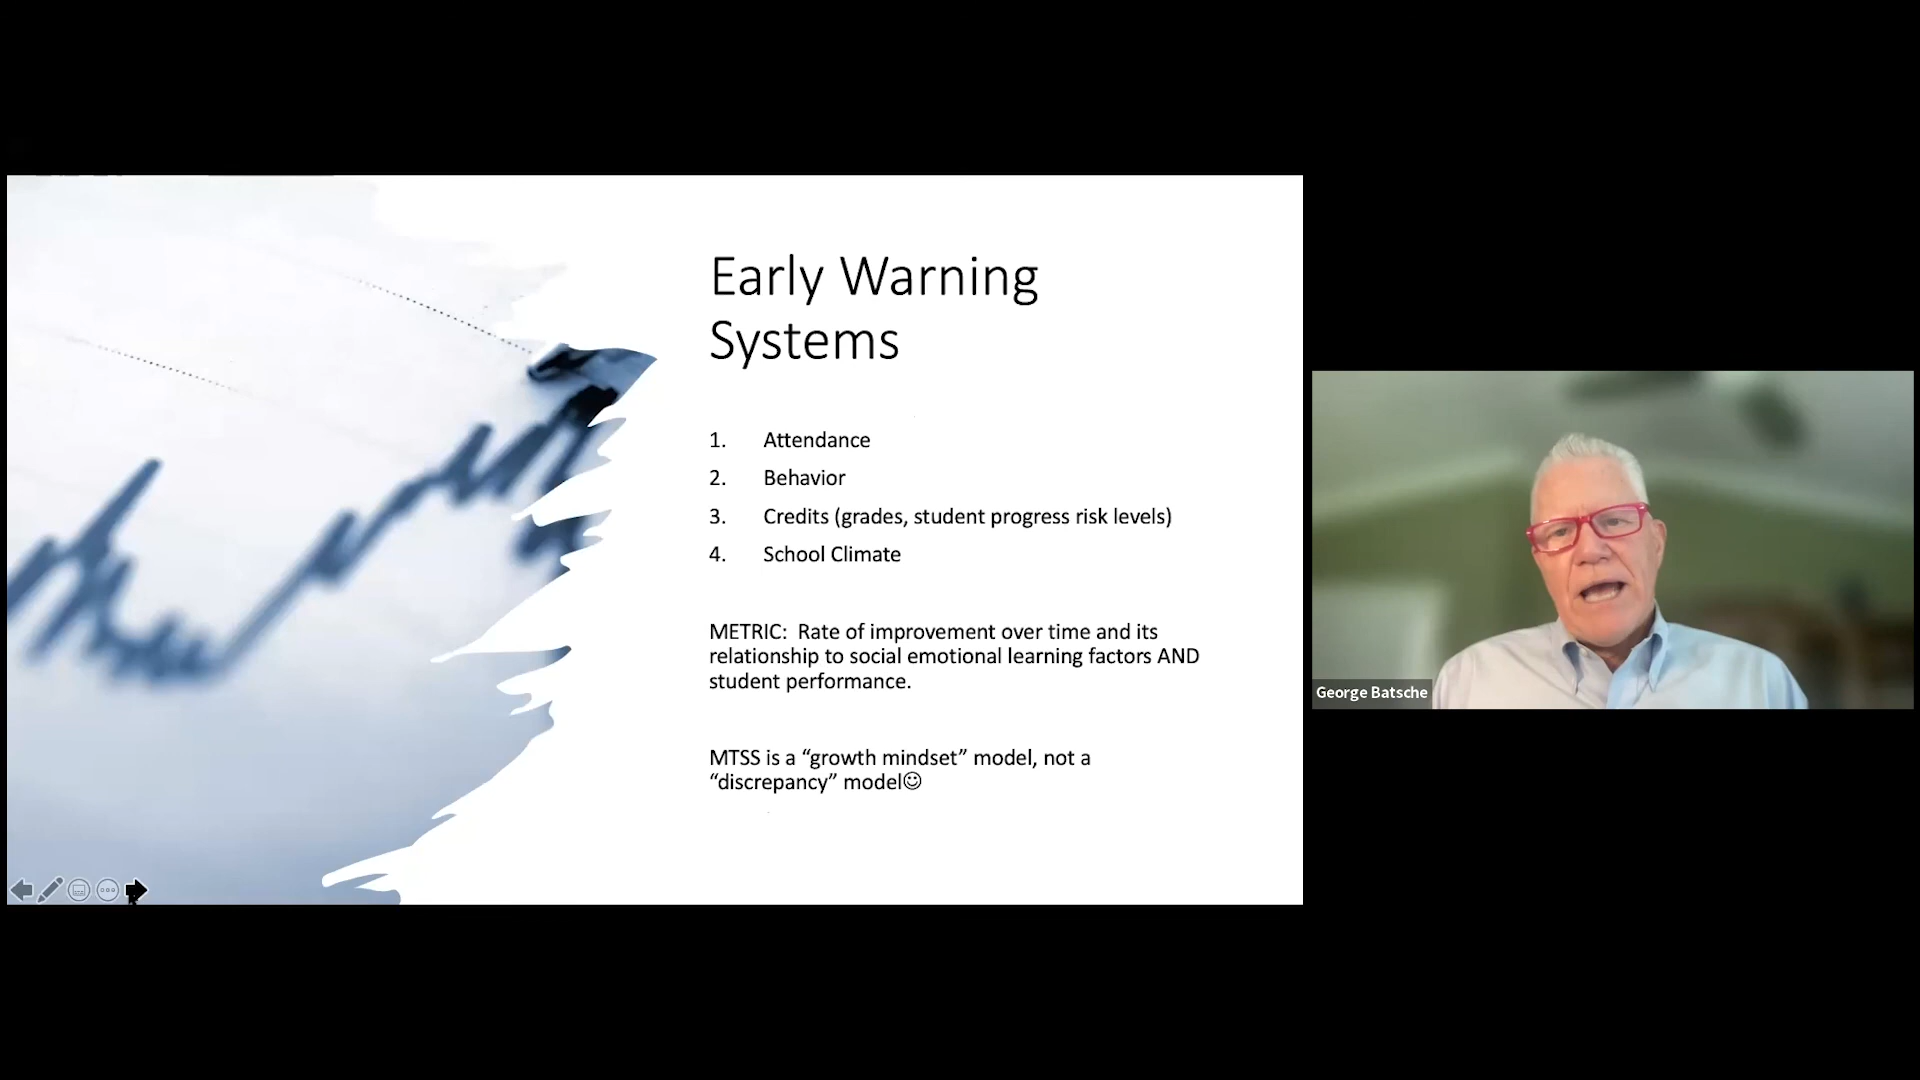 Early Warning
Systems
1. Attendance
2. Behavior
3. Credits (grades, student progress risk levels)
4. School Climate
METRIC: Rate of improvement over time and its
relationship to social emotional learning factors AND
student performance.
MTSS is a “growth mindset” model, not a
“discrepancy” model☺
George Batsche